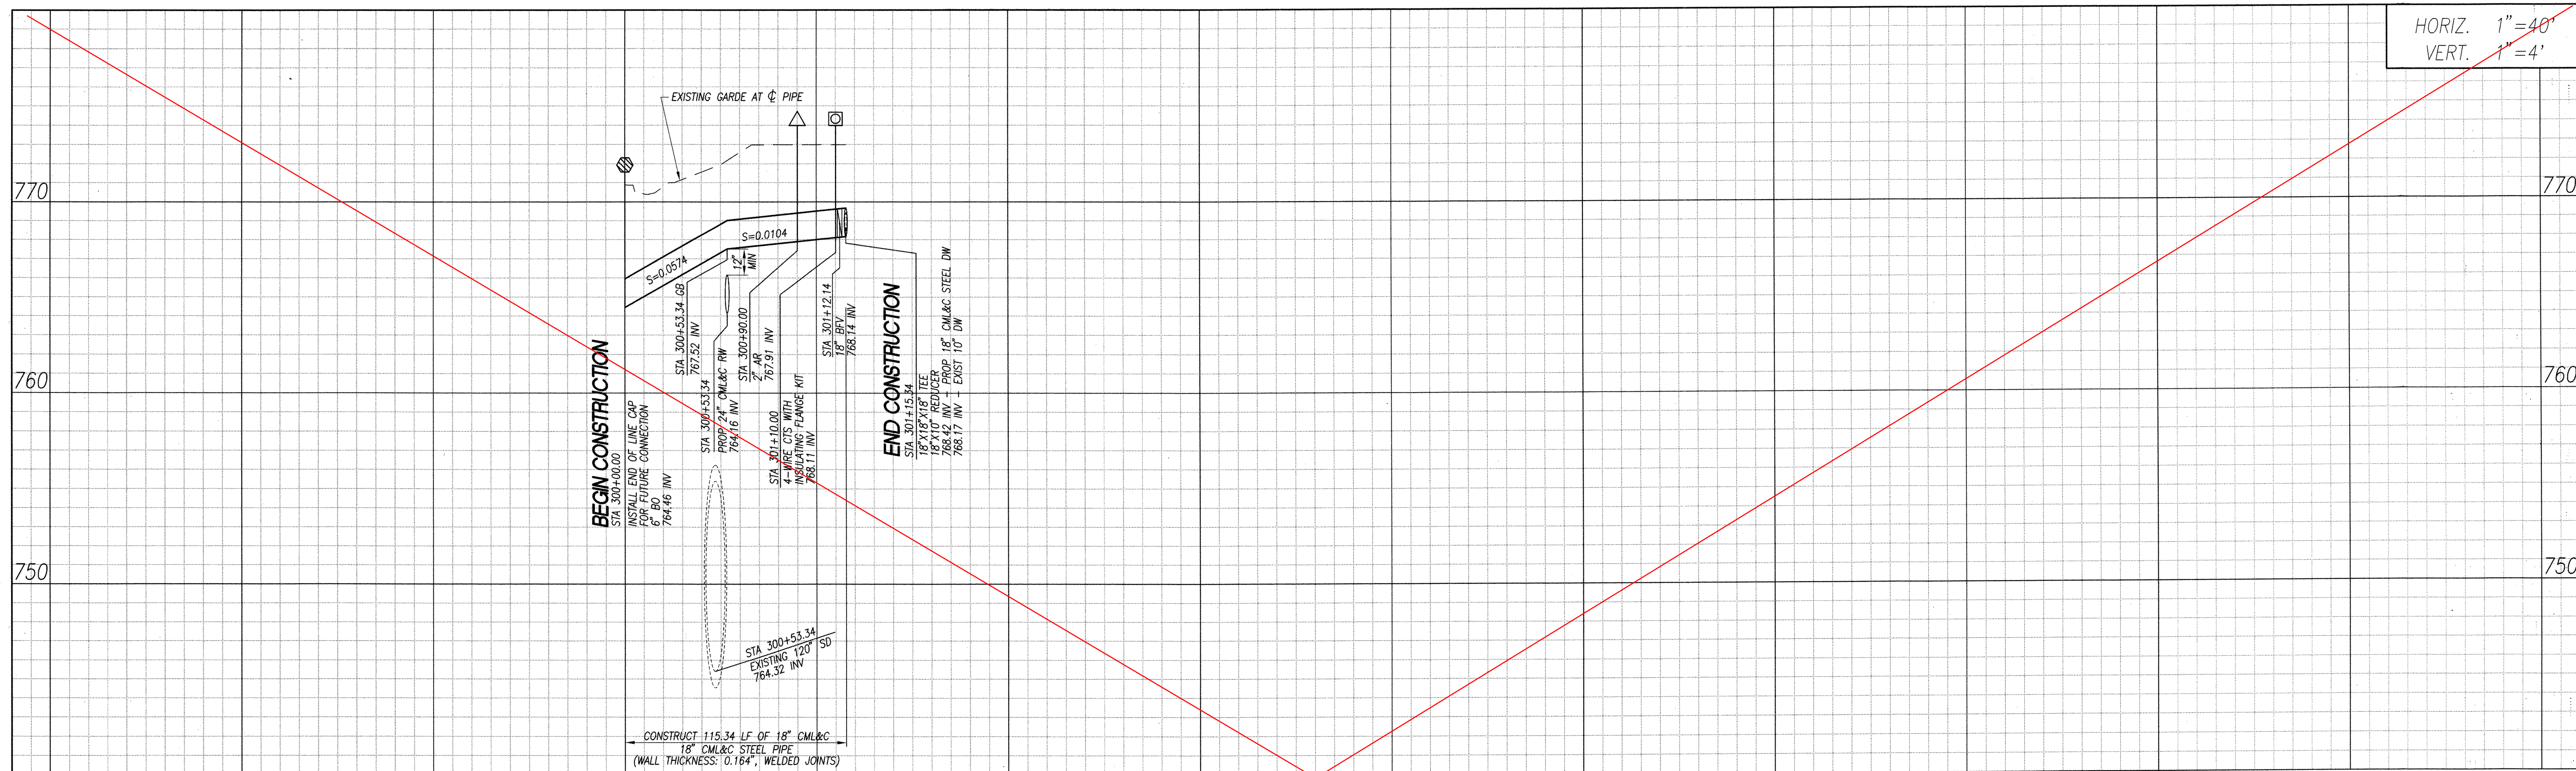 HORIZ. 1"=40'
VERT. 1"=4'
EXISTING GARDE AT ℄ PIPE
770
770
S=0.0104
S=0.0574
12"
MIN
STA 300+53.34 GB
767.52 INV
STA 300+53.34
PROP 24" CML&C RW
764.16 INV
STA 300+90.00
2" AR
767.91 INV
STA 301+10.00
4-WIRE CTS WITH
INSULATING FLANGE KIT
768.11 INV
STA 301+12.14
18" BFV
768.14 INV
END CONSTRUCTION
STA 301+15.34
18"X18"X18" TEE
18"X10" REDUCER
768.42 INV - PROP 18" CML&C STEEL DW
768.17 INV - EXIST 10" DW
760
760
BEGIN CONSTRUCTION
STA 300+00.00
INSTALL END OF LINE CAP
FOR FUTURE CONNECTION
6" BO
764.46 INV
750
750
STA 300+53.34
EXISTING 120" SD
764.32 INV
CONSTRUCT 115.34 LF OF 18" CML&C
18" CML&C STEEL PIPE
(WALL THICKNESS: 0.164", WELDED JOINTS)